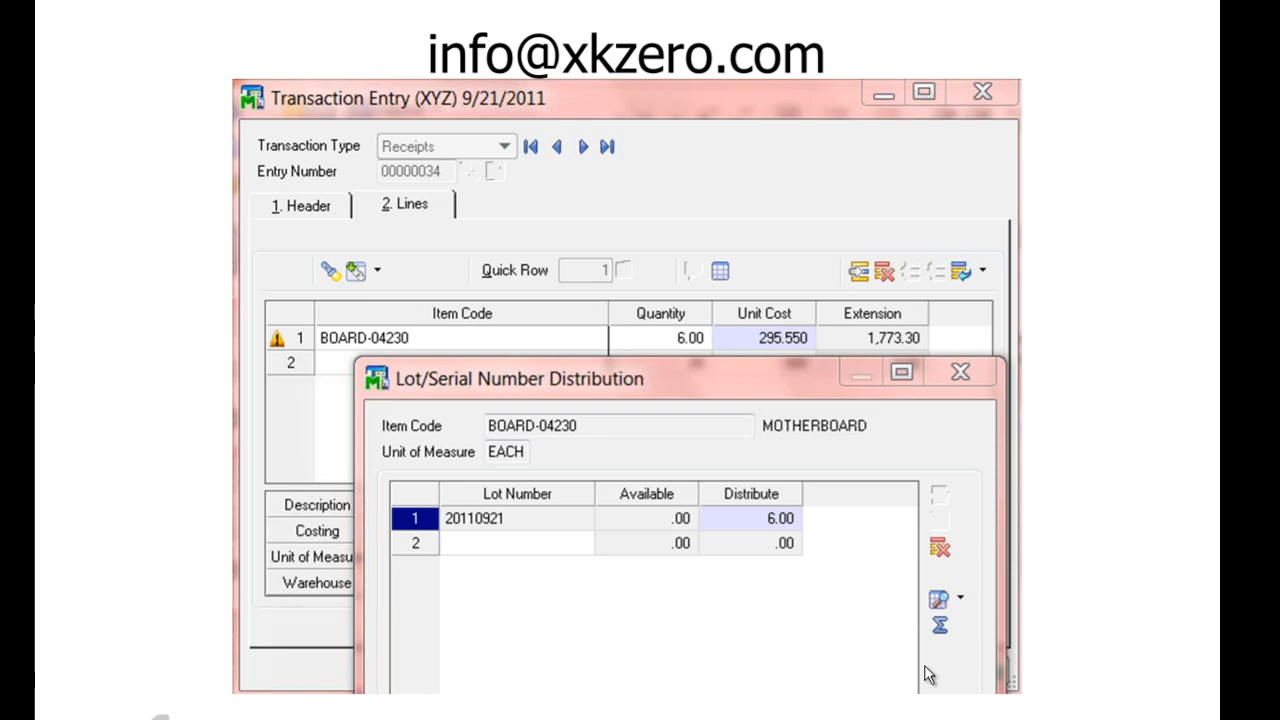 info@xkzero.com
Transaction Entry (XYZ) 9/21/2011
Transaction Type Receipts
Entry Number 00000034
1. Header 2. Lines
Quick Row 1
Item Code Quantity Unit Cost Extension
1 BOARD-04230 6.00 295.550 1,773.30
2
Lot/Serial Number Distribution
Item Code BOARD-04230 MOTHERBOARD
Unit of Measure EACH
Lot Number Available Distribute
1 20110921 .00 6.00
2 .00 .00
Description
Costing
Unit of Measu
Warehouse